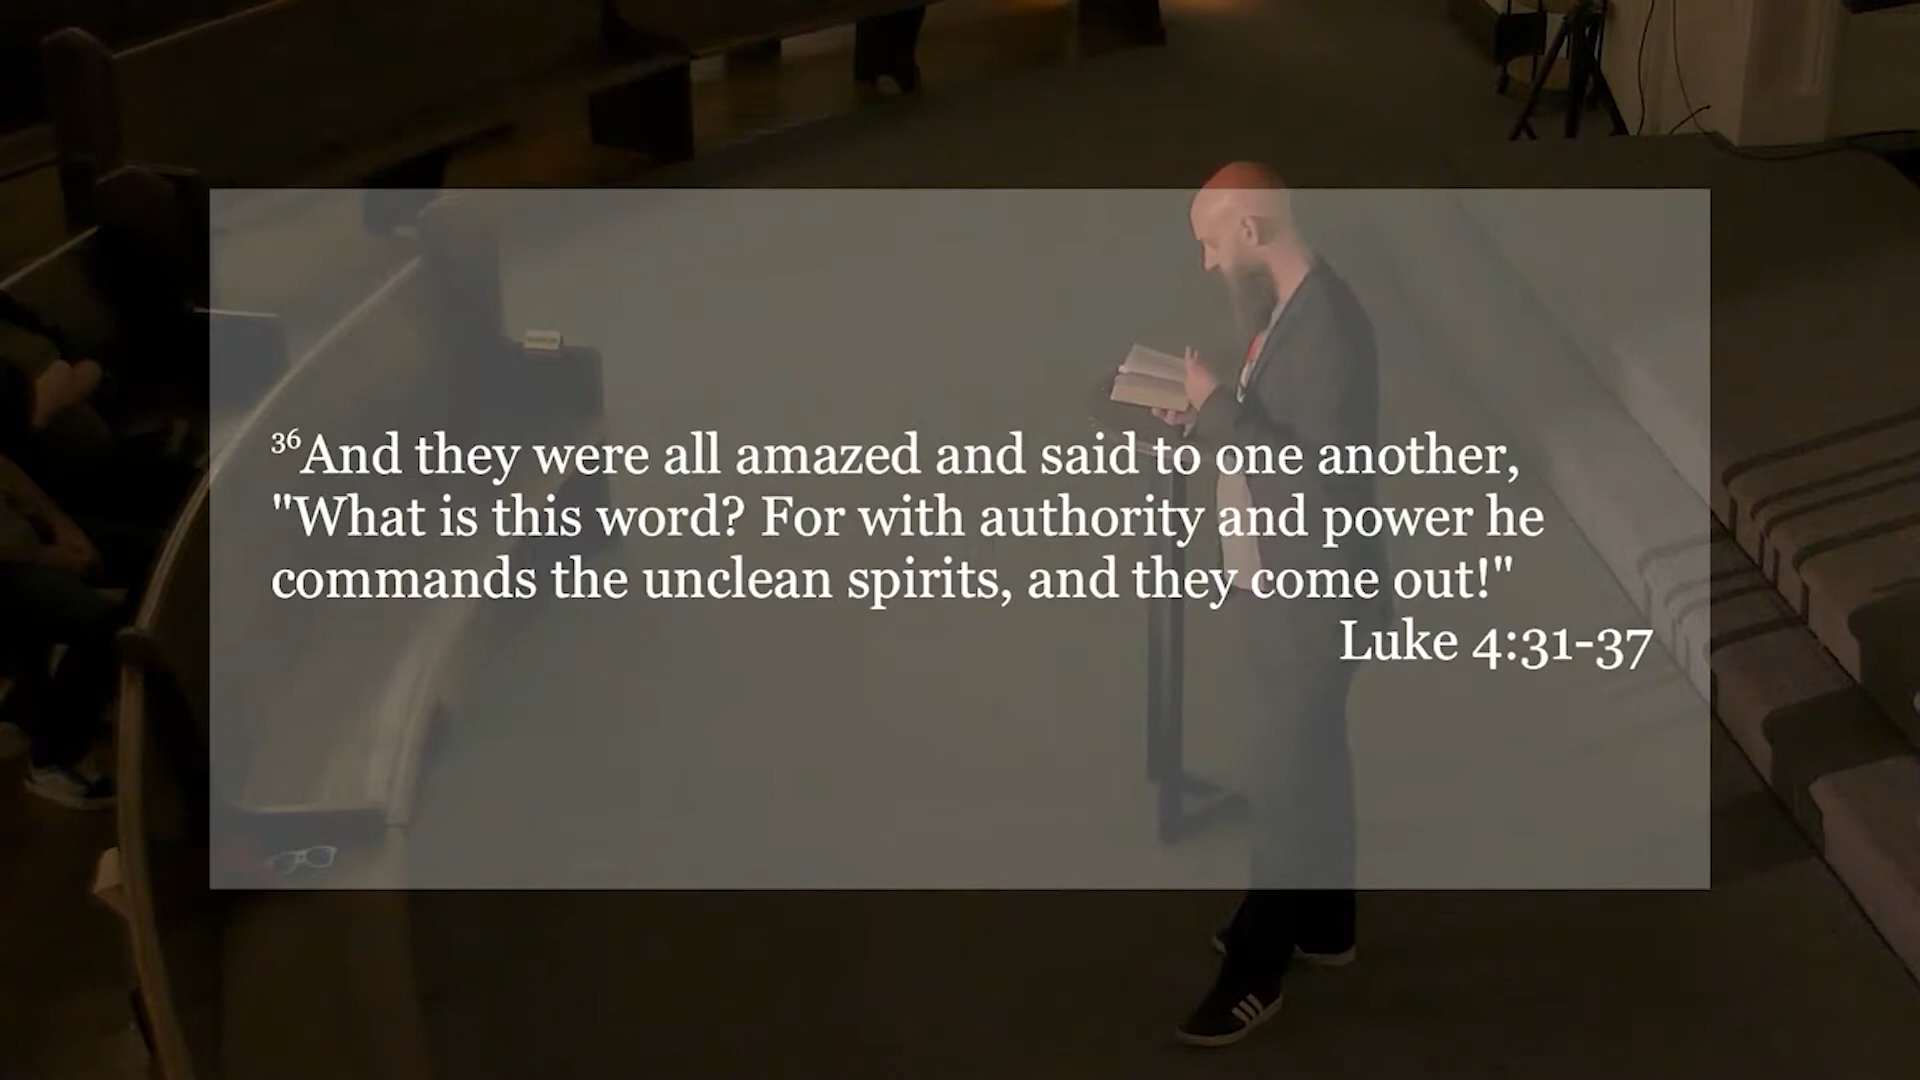 36And they were all amazed and said to one another,
"What is this word? For with authority and power he
commands the unclean spirits, and they come out!"
Luke 4:31-37